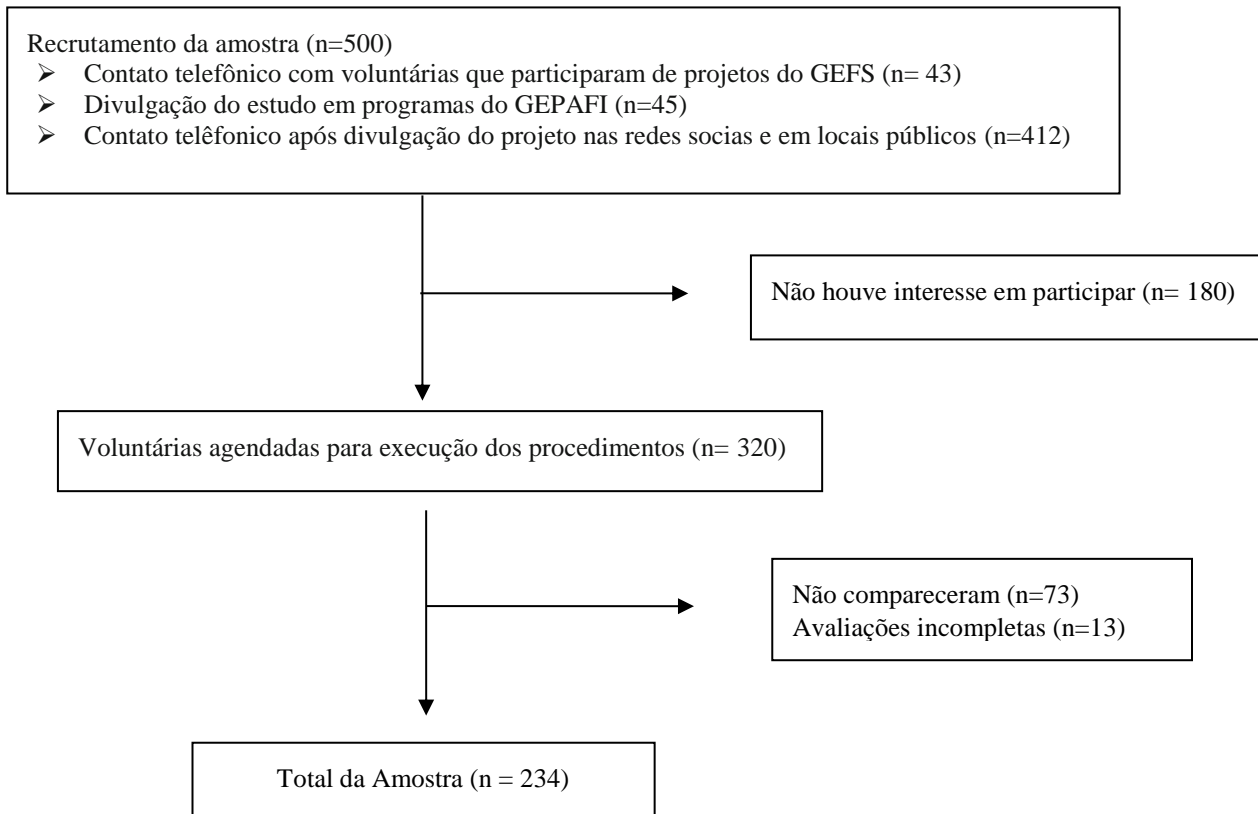 Recrutamento da amostra (n=500)
➢ Contato telefônico com voluntárias que participaram de projetos do GEFS (n= 43)
➢ Divulgação do estudo em programas do GEPAFI (n=45)
➢ Contato telêfonico após divulgação do projeto nas redes socias e em locais públicos (n=412)
Não houve interesse em participar (n= 180)
Voluntárias agendadas para execução dos procedimentos (n= 320)
Não compareceram (n=73)
Avaliações incompletas (n=13)
Total da Amostra (n = 234)